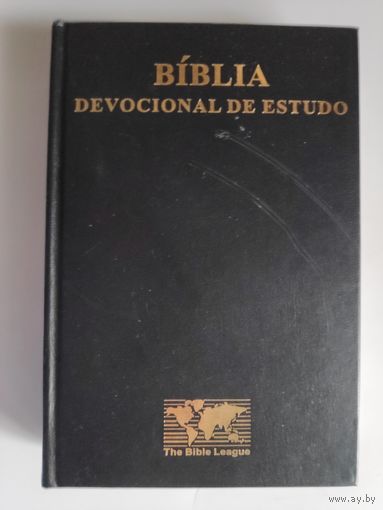 BÍBLIA
DEVOCIONAL DE ESTUDO
The Bible League
www.ay.by